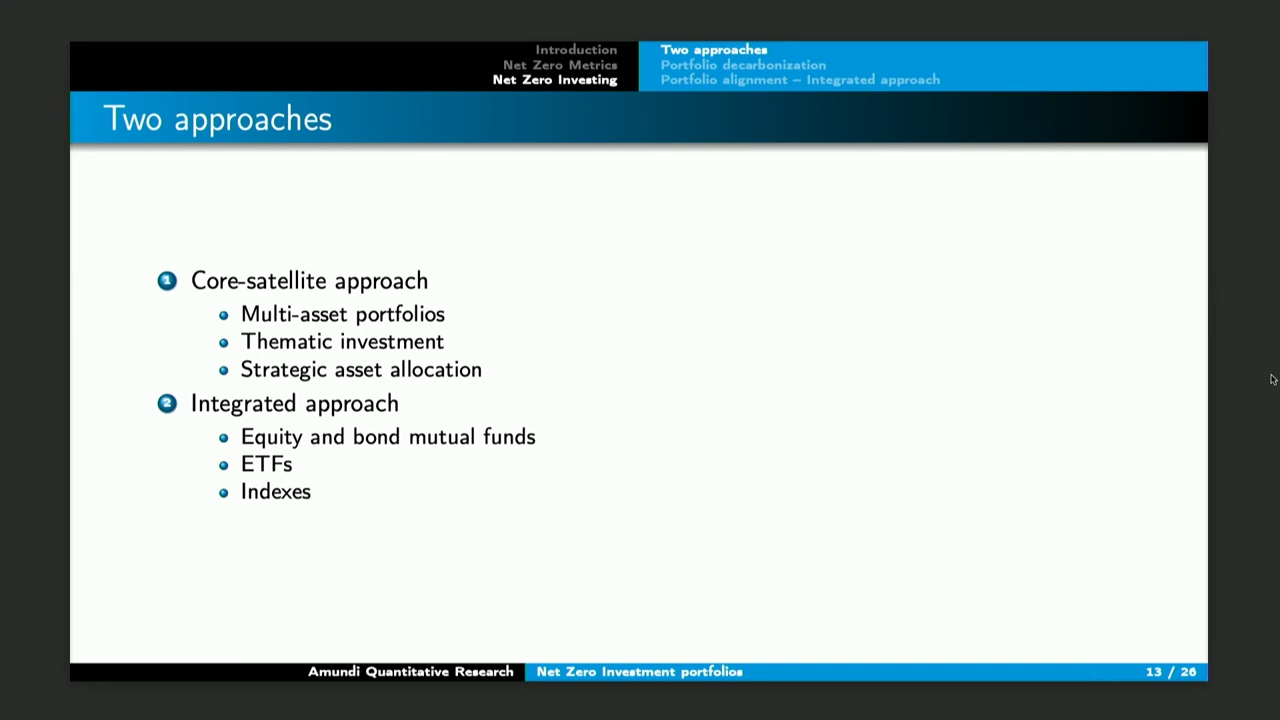 Introduction
Net Zero Metrics
Net Zero Investing
Two approaches
Portfolio decarbonization
Portfolio alignment – Integrated approach
Two approaches
1 Core-satellite approach
Multi-asset portfolios
Thematic investment
Strategic asset allocation
2 Integrated approach
Equity and bond mutual funds
ETFs
Indexes
Amundi Quantitative Research
Net Zero Investment portfolios
13 / 26